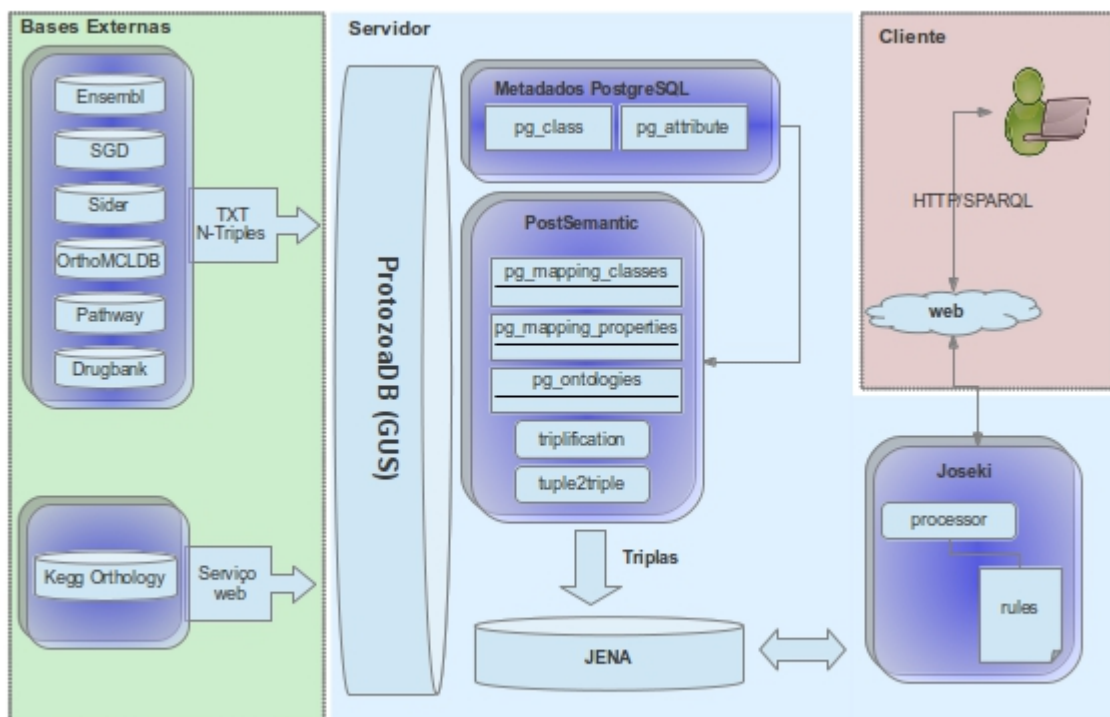 Bases Externas
Ensembl
SGD
Sider
OrthoMCLDB
Pathway
Drugbank
TXT
N-Triples
Kegg Orthology
Serviço
web
Servidor
ProtozoaDB (GUS)
Metadados PostgreSQL
pg_class
pg_attribute
PostSemantic
pg_mapping_classes
pg_mapping_properties
pg_ontologies
triplification
tuple2triple
Triplas
JENA
Cliente
HTTP/SPARQL
web
Joseki
processor
rules